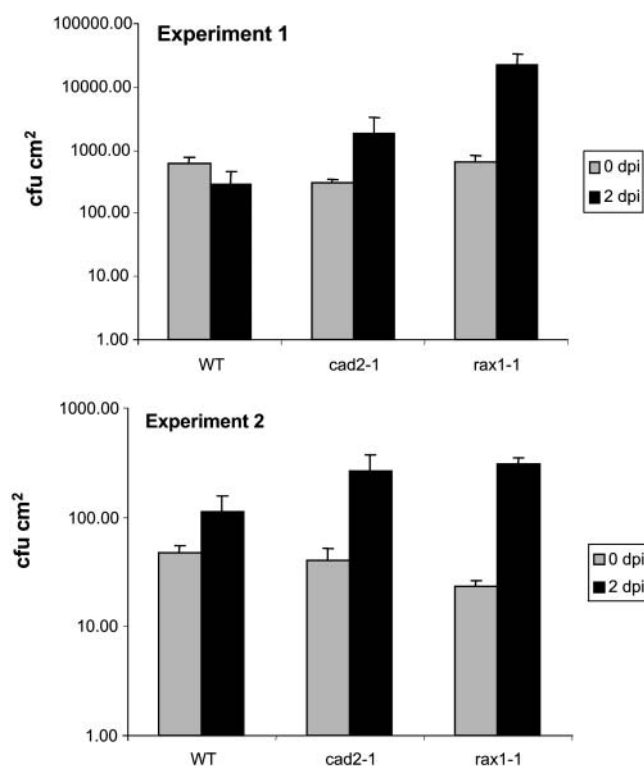 Experiment 1
100000.00
10000.00
1000.00
100.00
10.00
1.00
cfu cm²
WT cad2-1 rax1-1
0 dpi
2 dpi
Experiment 2
1000.00
100.00
10.00
1.00
cfu cm²
WT cad2-1 rax1-1
0 dpi
2 dpi